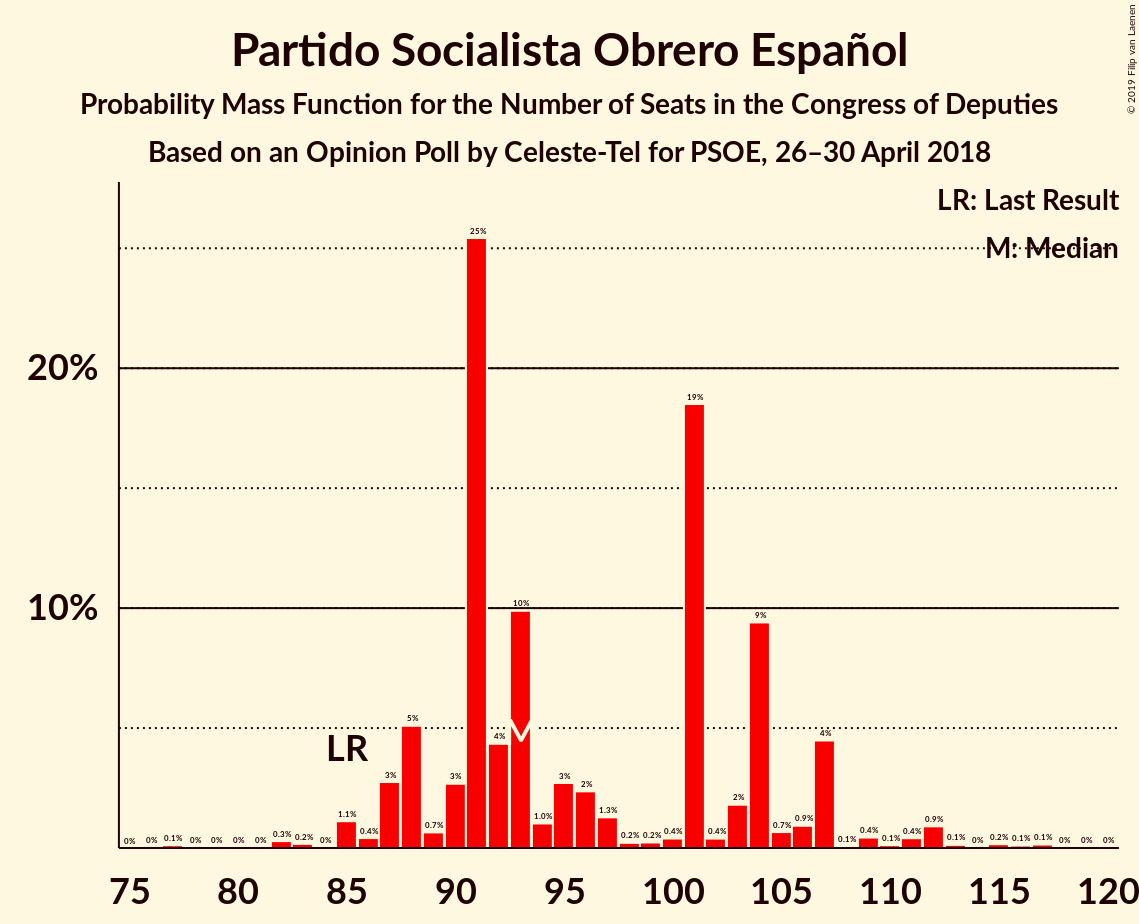 Partido Socialista Obrero Español
Probability Mass Function for the Number of Seats in the Congress of Deputies
Based on an Opinion Poll by Celeste-Tel for PSOE, 26–30 April 2018
© 2019 Filip van Laenen
LR: Last Result
M: Median
20%
10%
LR
M
0% 0% 0.1% 0% 0% 0% 0% 0.3% 0.2% 0% 1.1% 0.4% 3% 5% 0.7% 3% 25% 4% 10% 1.0% 3% 2% 1.3% 0.2% 0.2% 0.4% 19% 0.4% 2% 9% 0.7% 0.9% 4% 0.1% 0.4% 0.1% 0.4% 0.9% 0.1% 0% 0.2% 0.1% 0.1% 0% 0% 0%
75 80 85 90 95 100 105 110 115 120